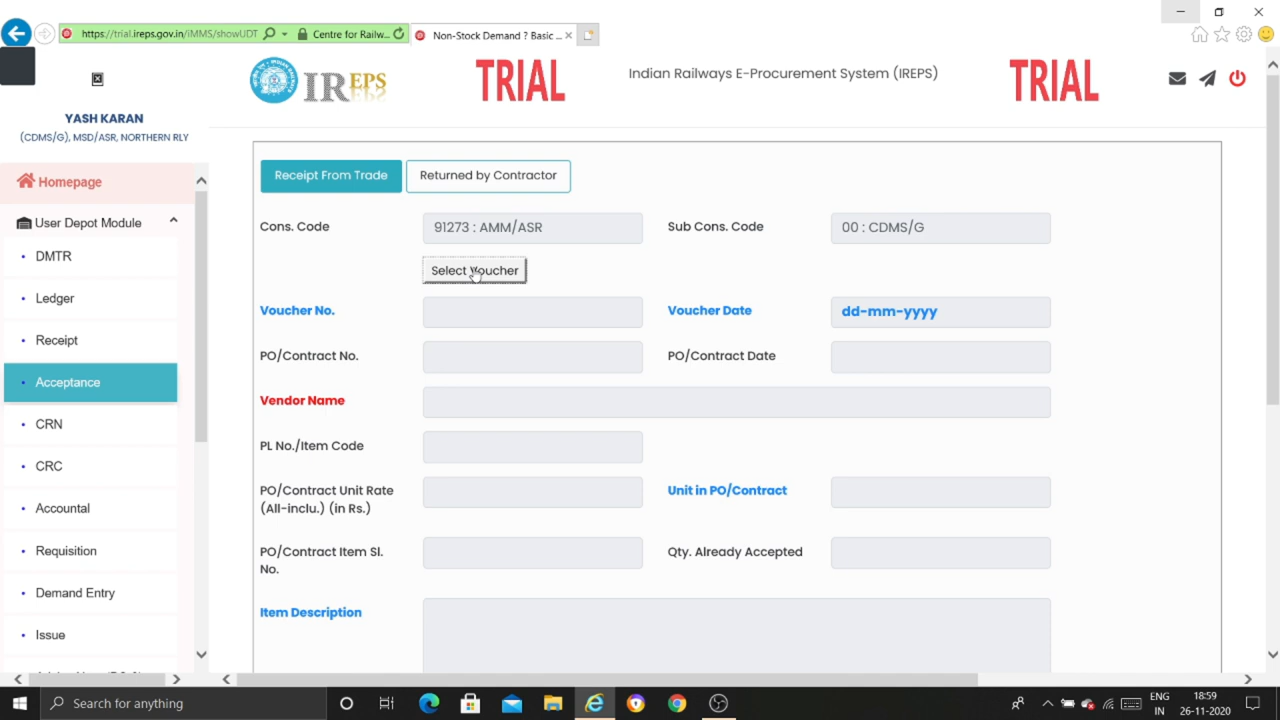 https://trial.ireps.gov.in/iMMS/showUDT
Centre for Railw...
Non-Stock Demand ? Basic ...
IREPS
TRIAL
Indian Railways E-Procurement System (IREPS)
TRIAL
YASH KARAN
(CDMS/G), MSD/ASR, NORTHERN RLY
Homepage
User Depot Module
DMTR
Ledger
Receipt
Acceptance
CRN
CRC
Accountal
Requisition
Demand Entry
Issue
Receipt From Trade
Returned by Contractor
Cons. Code
91273 : AMM/ASR
Sub Cons. Code
00 : CDMS/G
Select Voucher
Voucher No.
Voucher Date
dd-mm-yyyy
PO/Contract No.
PO/Contract Date
Vendor Name
PL No./Item Code
PO/Contract Unit Rate
(All-inclu.) (in Rs.)
Unit in PO/Contract
PO/Contract Item Sl.
No.
Qty. Already Accepted
Item Description
Search for anything
ENG
IN
18:59
26-11-2020